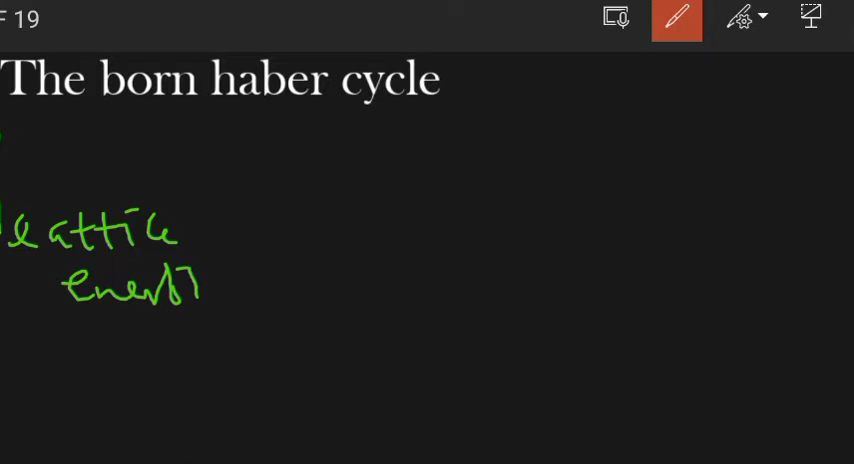 F 19
The born haber cycle
lattice
energy